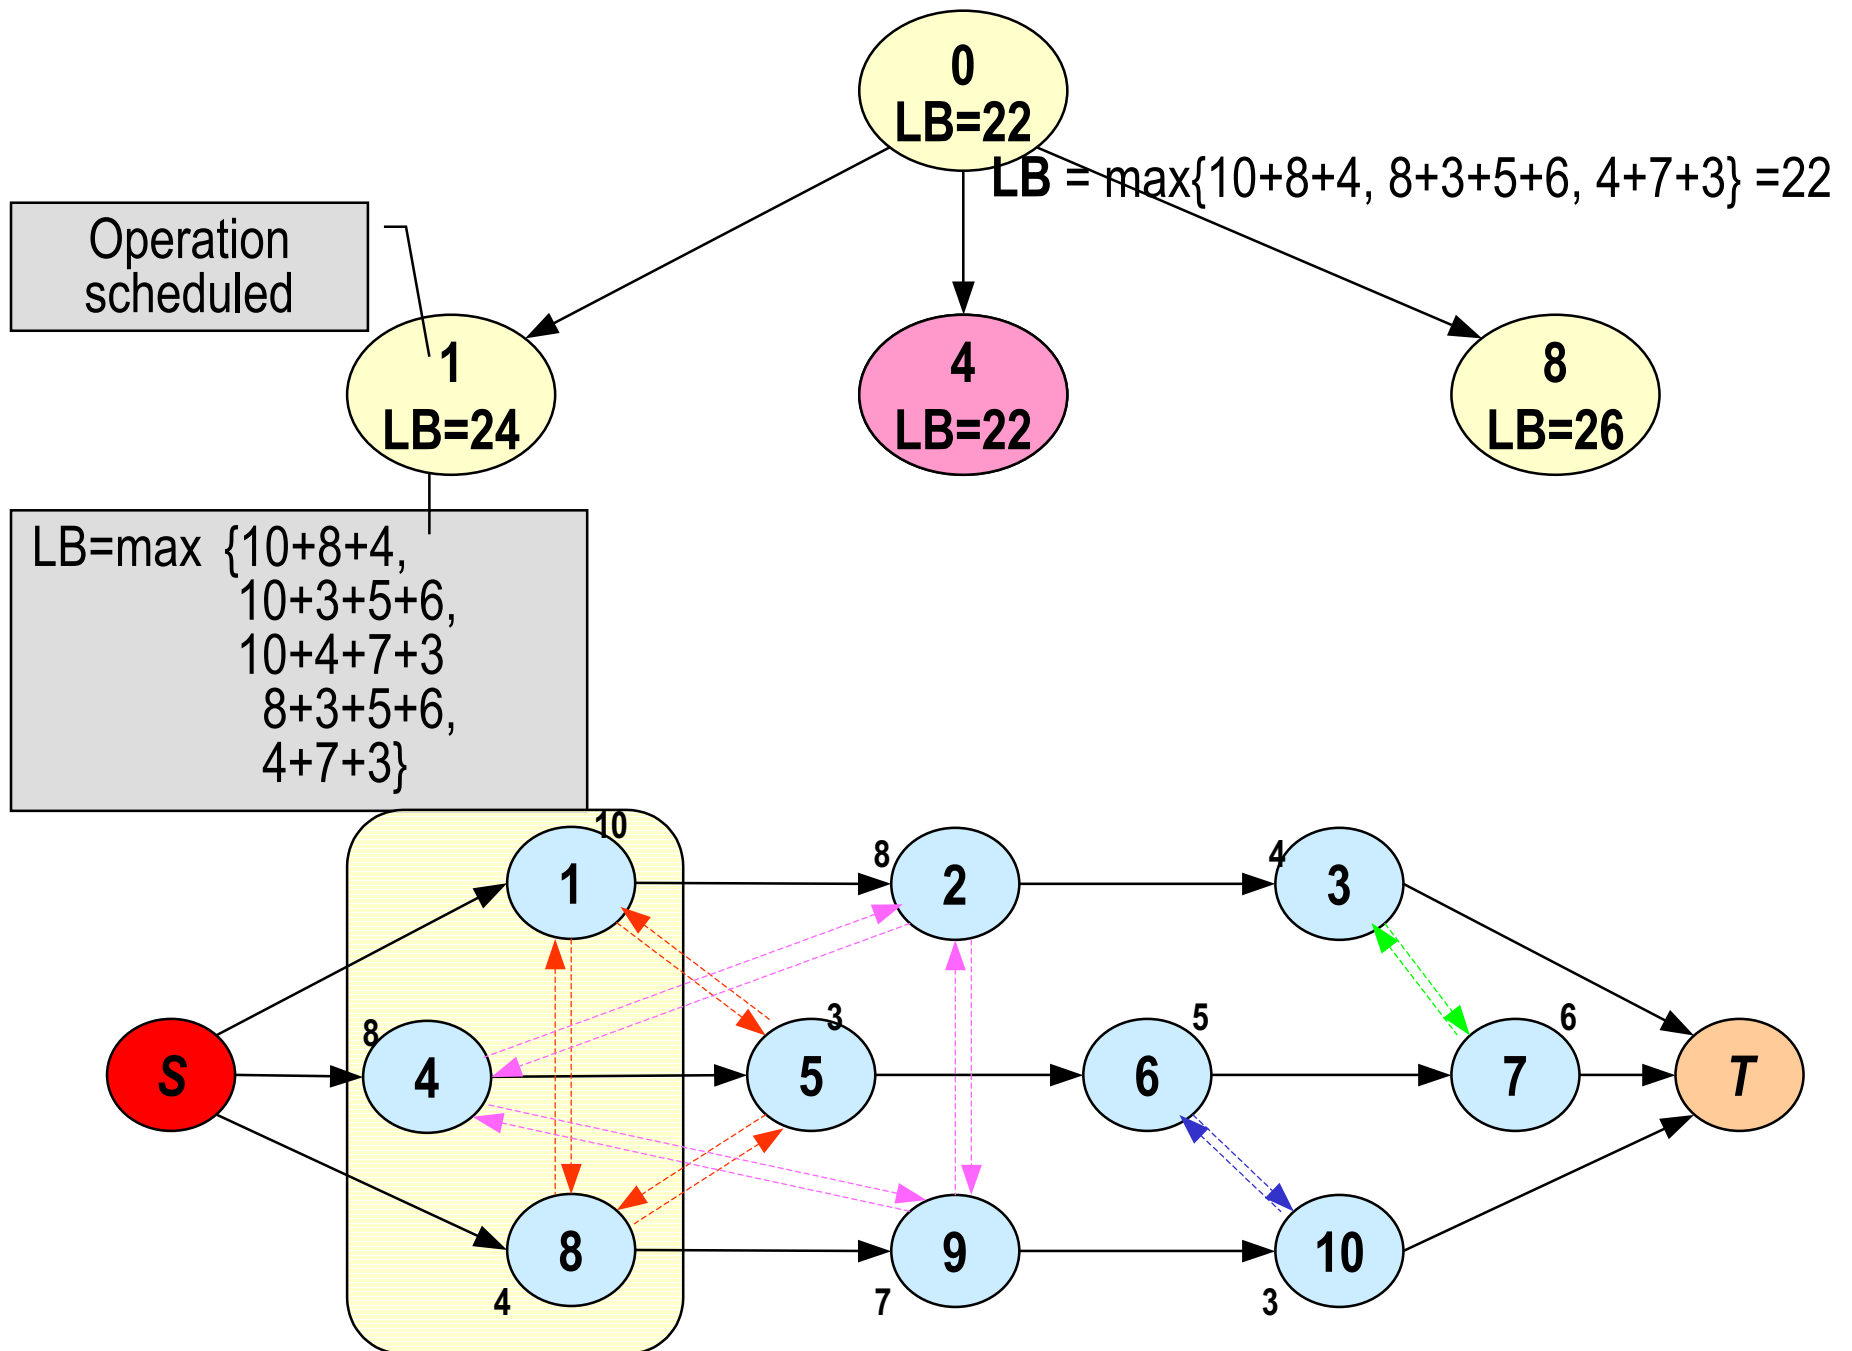 0
LB=22
LB = max{10+8+4, 8+3+5+6, 4+7+3} =22
Operation
scheduled
1
LB=24
4
LB=22
8
LB=26
LB=max {10+8+4,
10+3+5+6,
10+4+7+3
8+3+5+6,
4+7+3}
10
1
8
2
4
3
S
8
4
3
5
5
6
6
7
T
8
4
9
7
10
3